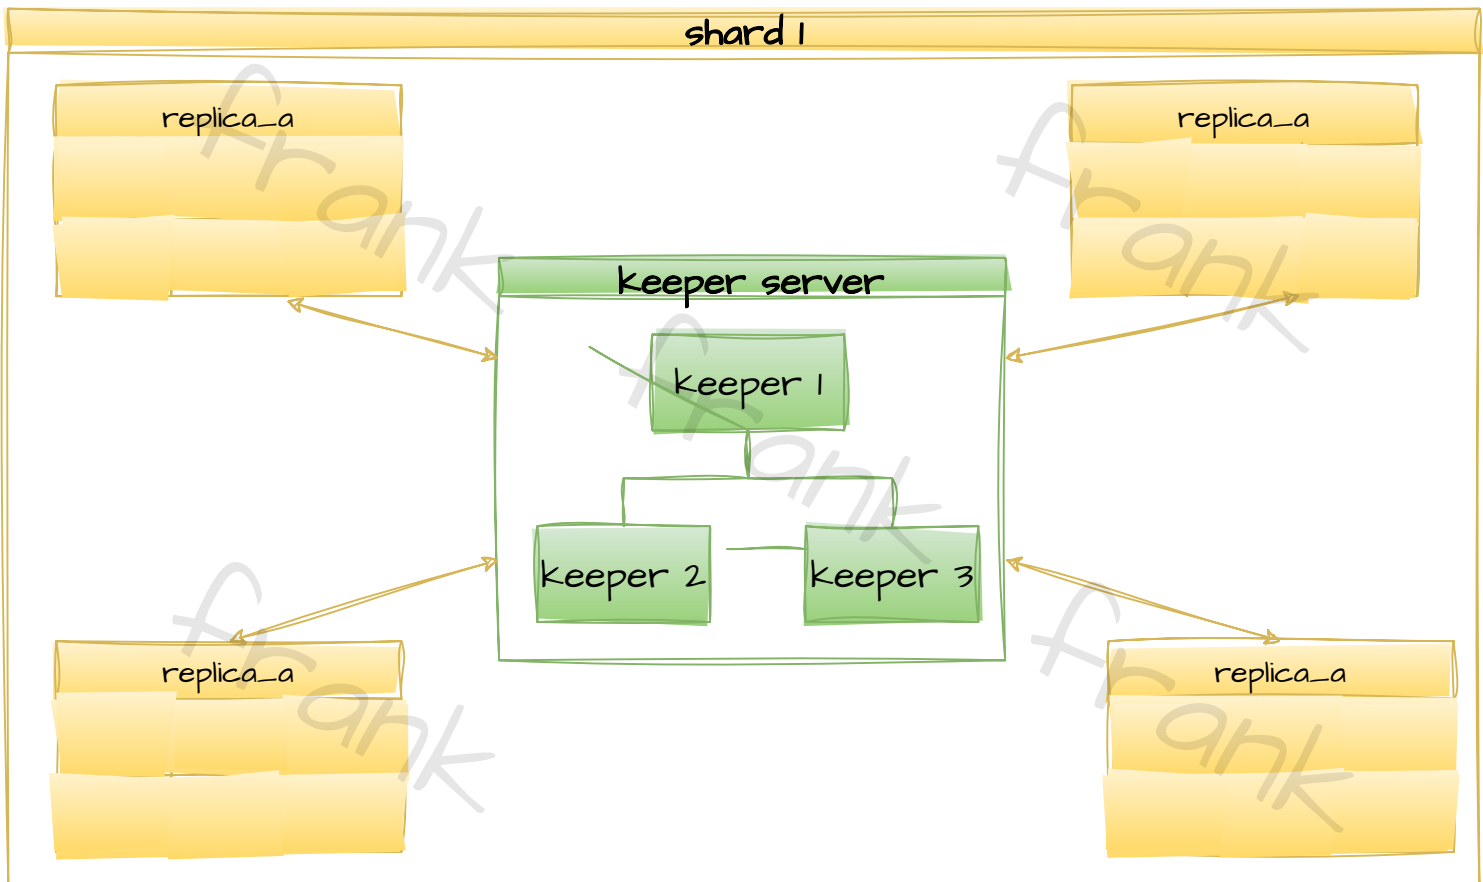 shard 1
replica_a
replica_a
frank
frank
keeper server
keeper 1
frank
keeper 2
keeper 3
replica_a
replica_a
frank
frank